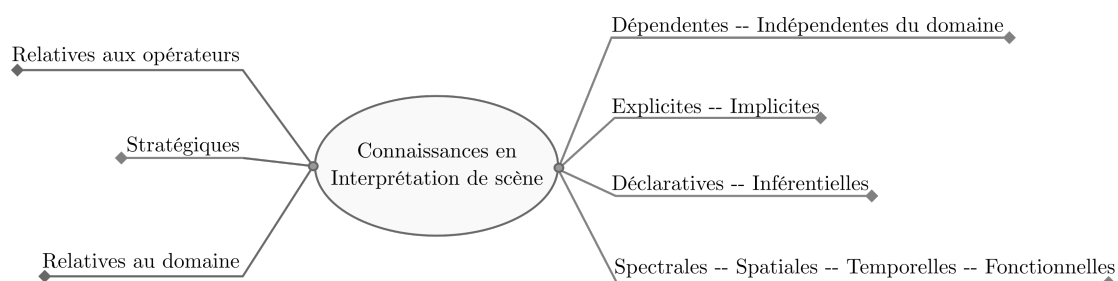 Relatives aux opérateurs
Stratégiques
Relatives au domaine
Connaissances en
Interprétation de scène
Dépendentes -- Indépendentes du domaine
Explicites -- Implicites
Déclaratives -- Inférentielles
Spectrales -- Spatiales -- Temporelles -- Fonctionnelles